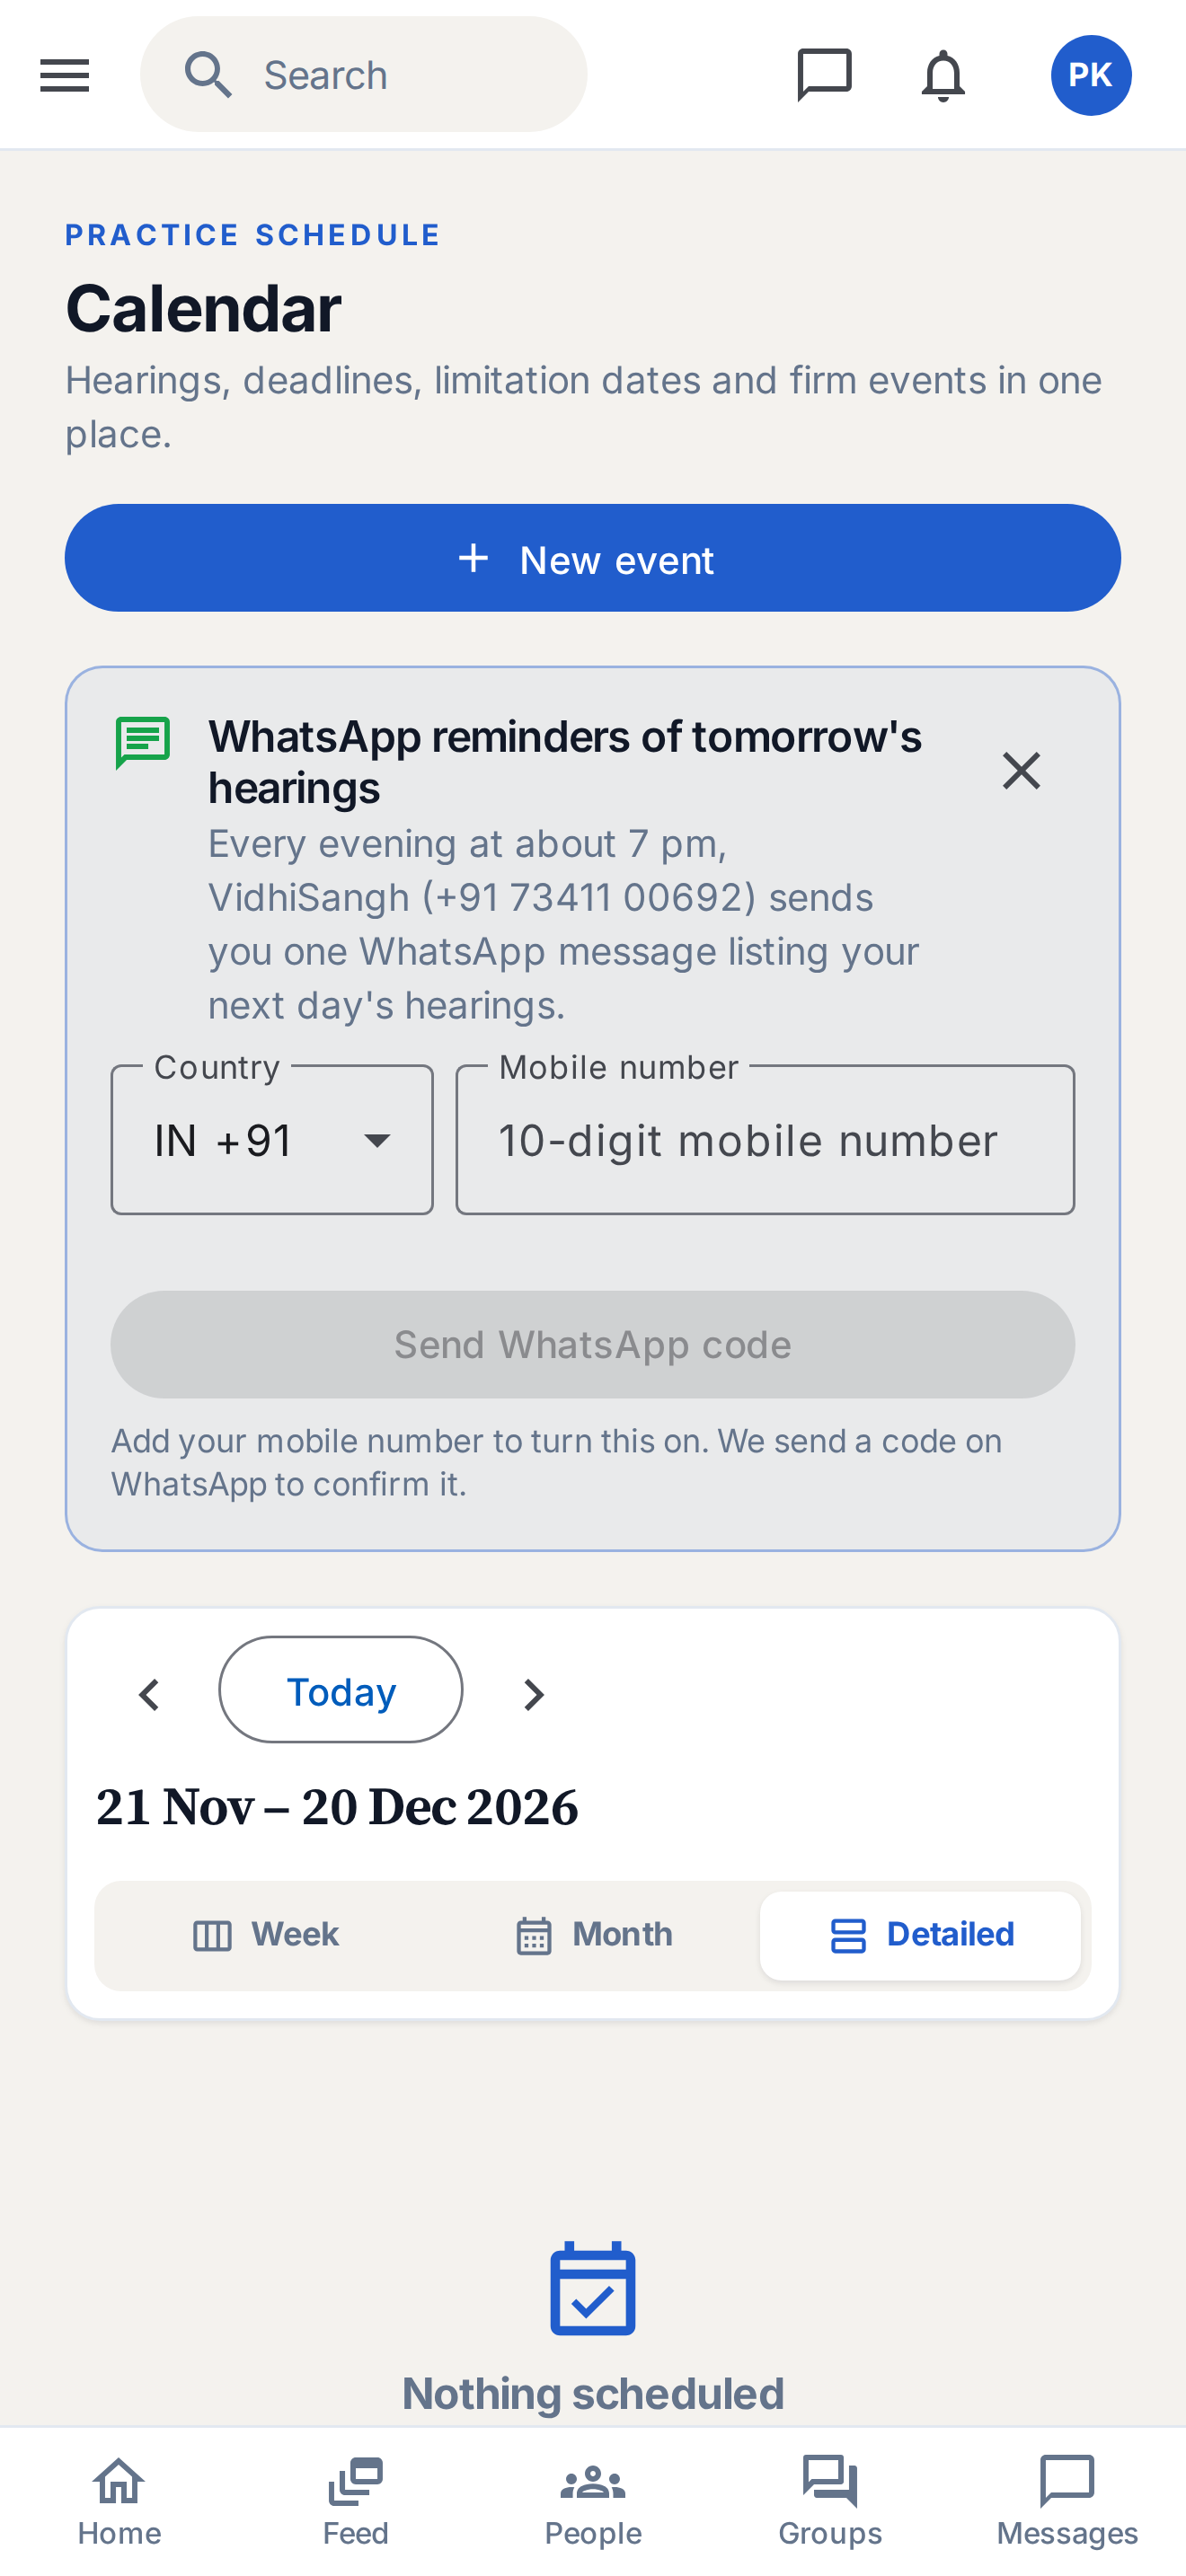 Search
PK
PRACTICE SCHEDULE
Calendar
Hearings, deadlines, limitation dates and firm events in one
place.
New event
WhatsApp reminders of tomorrow's
hearings
Every evening at about 7 pm,
VidhiSangh (+91 73411 00692) sends
you one WhatsApp message listing your
next day's hearings.
Country
Mobile number
IN +91
10-digit mobile number
Send WhatsApp code
Add your mobile number to turn this on. We send a code on
WhatsApp to confirm it.
Today
21 Nov – 20 Dec 2026
Week
Month
Detailed
Nothing scheduled
Home
Feed
People
Groups
Messages